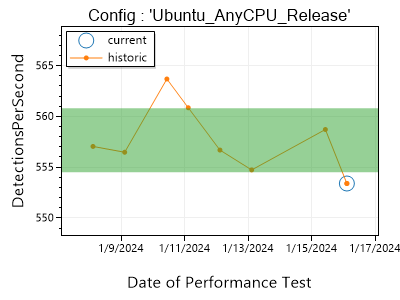 Config : 'Ubuntu_AnyCPU_Release'
current
historic
DetectionsPerSecond
565
560
555
550
1/9/2024
1/11/2024
1/13/2024
1/15/2024
1/17/2024
Date of Performance Test